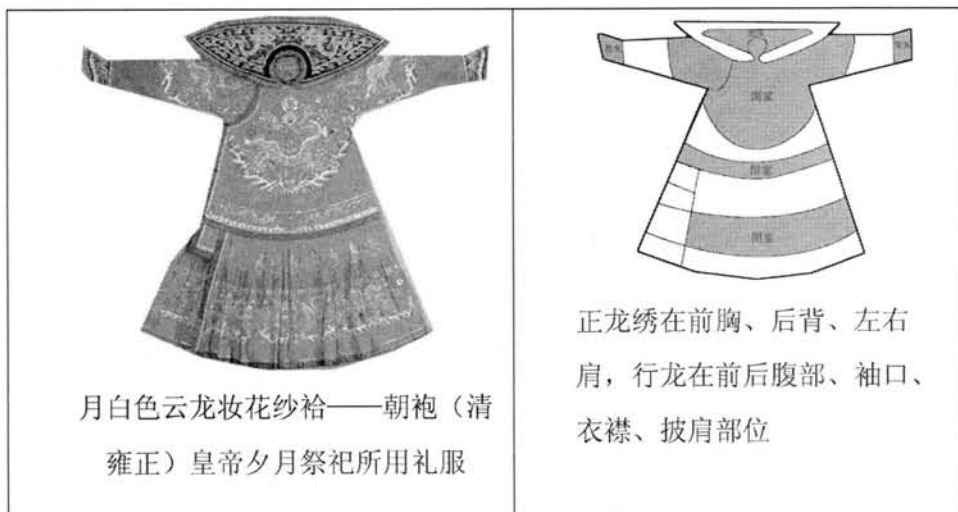 月白色云龙妆花纱袷——朝袍（清
雍正）皇帝夕月祭祀所用礼服
正龙绣在前胸、后背、左右
肩，行龙在前后腹部、袖口、
衣襟、披肩部位